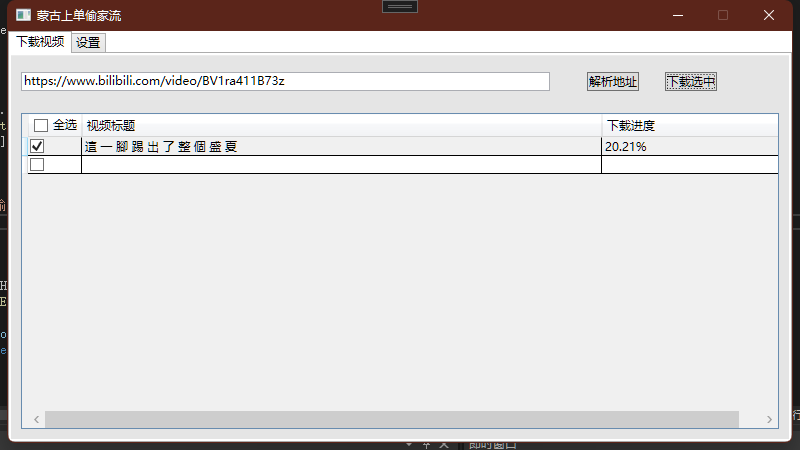 蒙古上单偷家流
下载视频 设置
https://www.bilibili.com/video/BV1ra411B73z 解析地址 下载选中
全选 视频标题 下载进度
這 一 腳 踢 出 了 整 個 盛 夏 20.21%
即时窗口